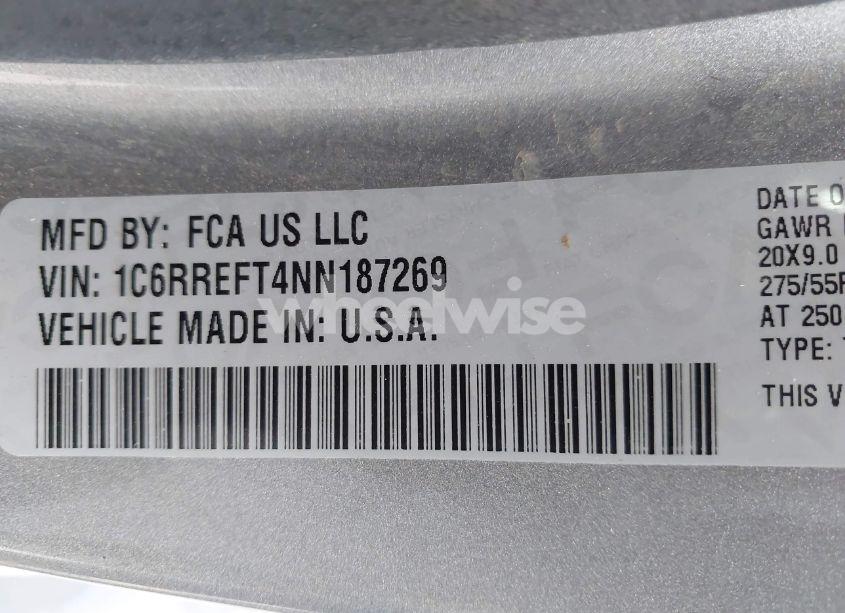 MFD BY: FCA US LLC
VIN: 1C6RREFT4NN187269
VEHICLE MADE IN: U.S.A.
wheelwise
DATE O
GAWR
20X9.0
275/55R
AT 250
TYPE:
THIS V